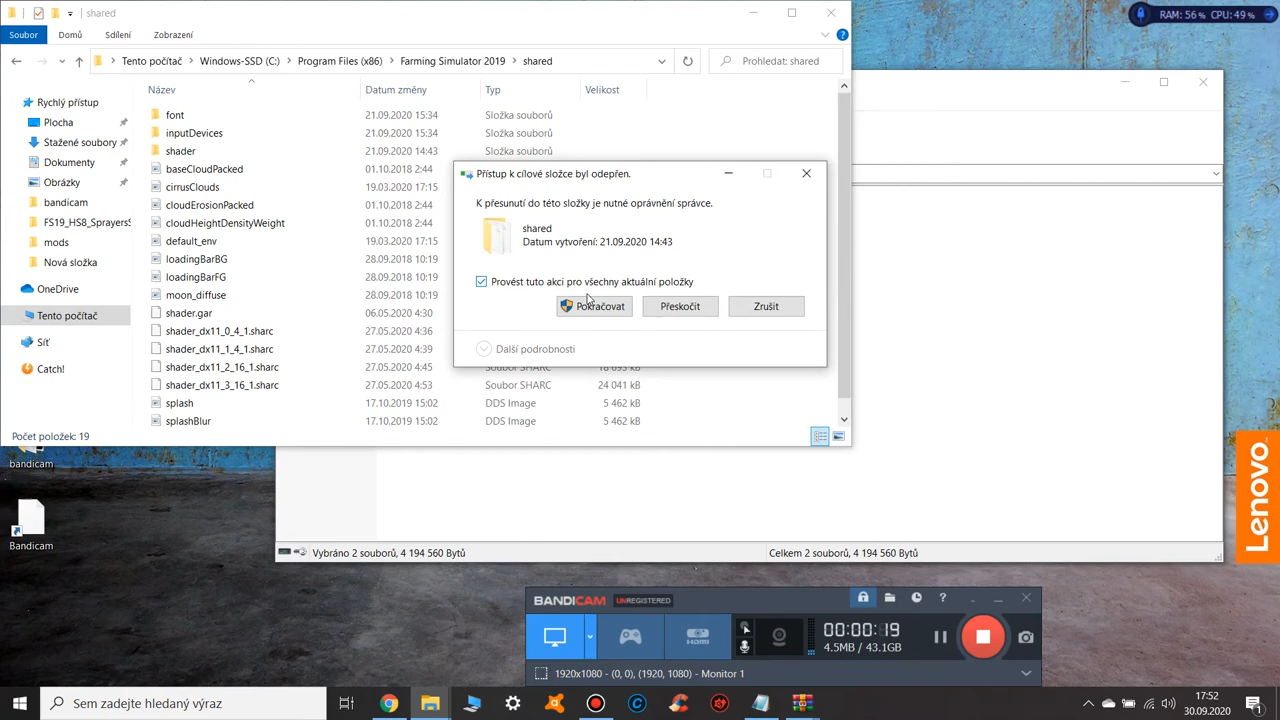 shared
RAM: 56 % CPU: 49 %
Soubor Domů Sdílení Zobrazení
Tento počítač Windows-SSD (C:) Program Files (x86) Farming Simulator 2019 shared
Prohledat: shared
Název Datum změny Typ Velikost
Rychlý přístup
Plocha
Stažené soubory
Dokumenty
Obrázky
bandicam
FS19_HS8_Sprayers
mods
Nová složka
OneDrive
Tento počítač
Síť
Catch!
font 21.09.2020 15:34 Složka souborů
inputDevices 21.09.2020 15:34 Složka souborů
shader 21.09.2020 14:43 Složka souborů
baseCloudPacked 01.10.2018 2:44
cirrusClouds 19.03.2020 17:15
cloudErosionPacked 01.10.2018 2:44
cloudHeightDensityWeight 01.10.2018 2:44
default_env 19.03.2020 17:15
loadingBarBG 28.09.2018 10:19
loadingBarFG 28.09.2018 10:19
moon_diffuse 28.09.2018 10:19
shader.gar 06.05.2020 4:30
shader_dx11_0_4_1.sharc 27.05.2020 4:36
shader_dx11_1_4_1.sharc 27.05.2020 4:39
shader_dx11_2_16_1.sharc 27.05.2020 4:45 Soubor SHARC 18 693 kB
shader_dx11_3_16_1.sharc 27.05.2020 4:53 Soubor SHARC 24 041 kB
splash 17.10.2019 15:02 DDS Image 5 462 kB
splashBlur 17.10.2019 15:02 DDS Image 5 462 kB
Počet položek: 19
Přístup k cílové složce byl odepřen.
K přesunutí do této složky je nutné oprávnění správce.
shared
Datum vytvoření: 21.09.2020 14:43
Provést tuto akci pro všechny aktuální položky
Pokračovat Přeskočit Zrušit
Další podrobnosti
bandicam
Bandicam
Lenovo
Vybráno 2 souborů, 4 194 560 Bytů
Celkem 2 souborů, 4 194 560 Bytů
BANDICAM UNREGISTERED
HDMI
00:00:19
4.5MB / 43.1GB
1920x1080 - (0, 0), (1920, 1080) - Monitor 1
Sem zadejte hledaný výraz
17:52
30.09.2020
1